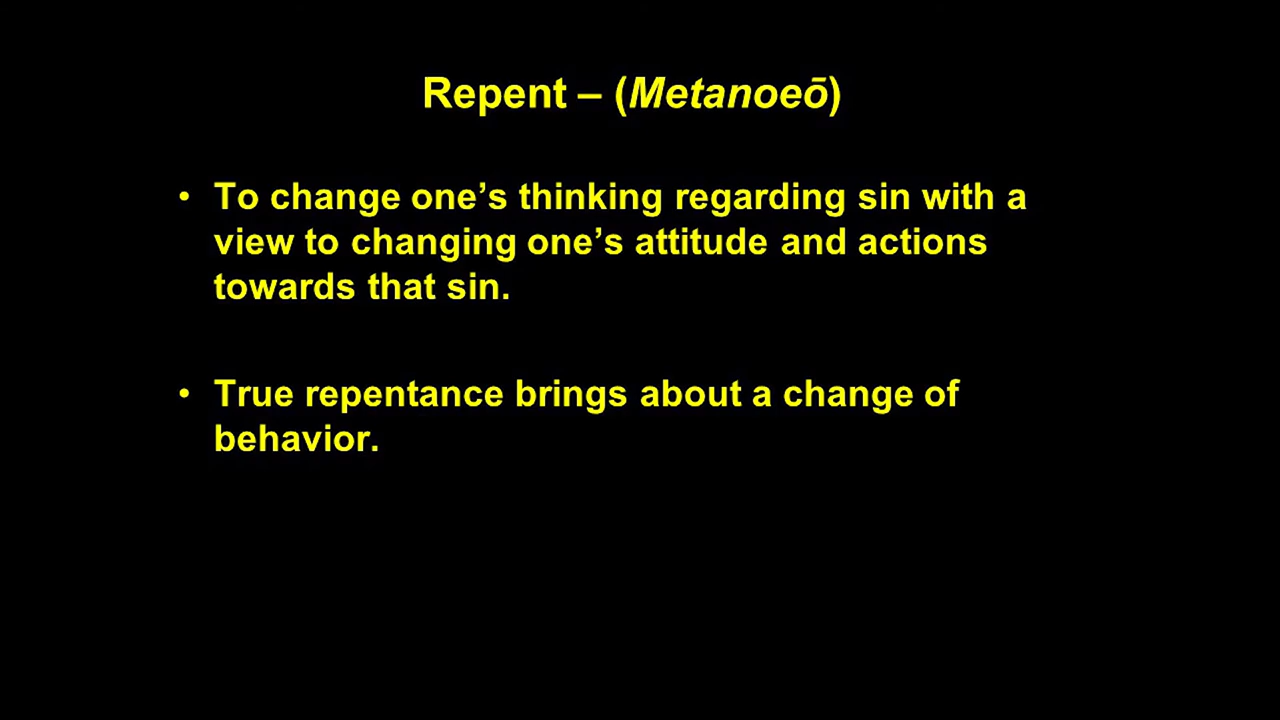 Repent – (Metanoeō)
• To change one’s thinking regarding sin with a
view to changing one’s attitude and actions
towards that sin.
• True repentance brings about a change of
behavior.